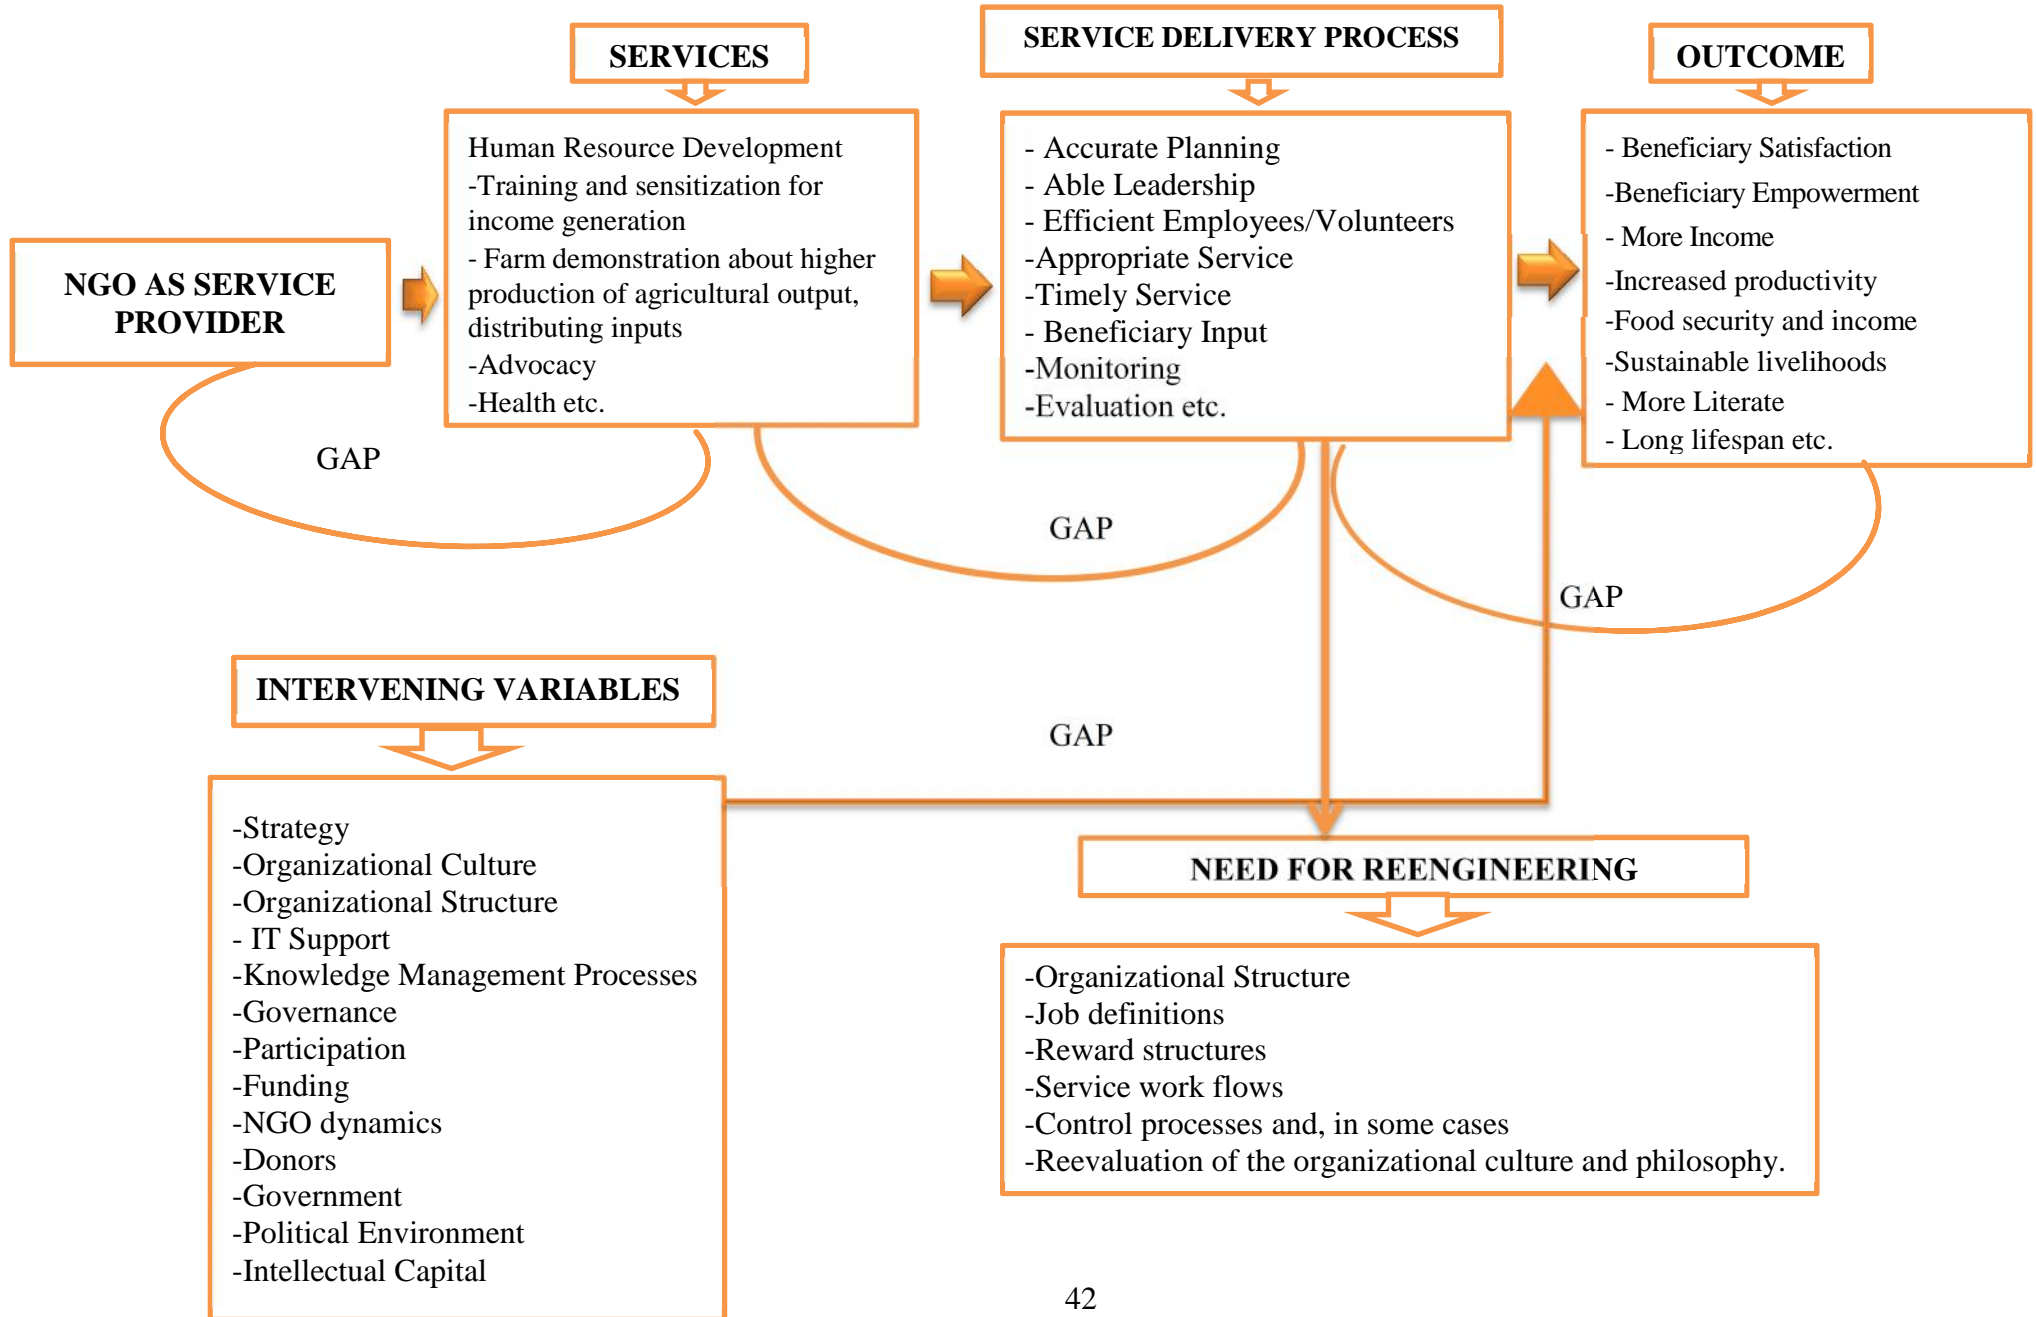 SERVICES
SERVICE DELIVERY PROCESS
OUTCOME
NGO AS SERVICE
PROVIDER
Human Resource Development
-Training and sensitization for
income generation
- Farm demonstration about higher
production of agricultural output,
distributing inputs
-Advocacy
-Health etc.
- Accurate Planning
- Able Leadership
- Efficient Employees/Volunteers
-Appropriate Service
-Timely Service
- Beneficiary Input
-Monitoring
-Evaluation etc.
- Beneficiary Satisfaction
-Beneficiary Empowerment
- More Income
-Increased productivity
-Food security and income
-Sustainable livelihoods
- More Literate
- Long lifespan etc.
GAP
GAP
GAP
INTERVENING VARIABLES
GAP
-Strategy
-Organizational Culture
-Organizational Structure
- IT Support
-Knowledge Management Processes
-Governance
-Participation
-Funding
-NGO dynamics
-Donors
-Government
-Political Environment
-Intellectual Capital
NEED FOR REENGINEERING
-Organizational Structure
-Job definitions
-Reward structures
-Service work flows
-Control processes and, in some cases
-Reevaluation of the organizational culture and philosophy.
42